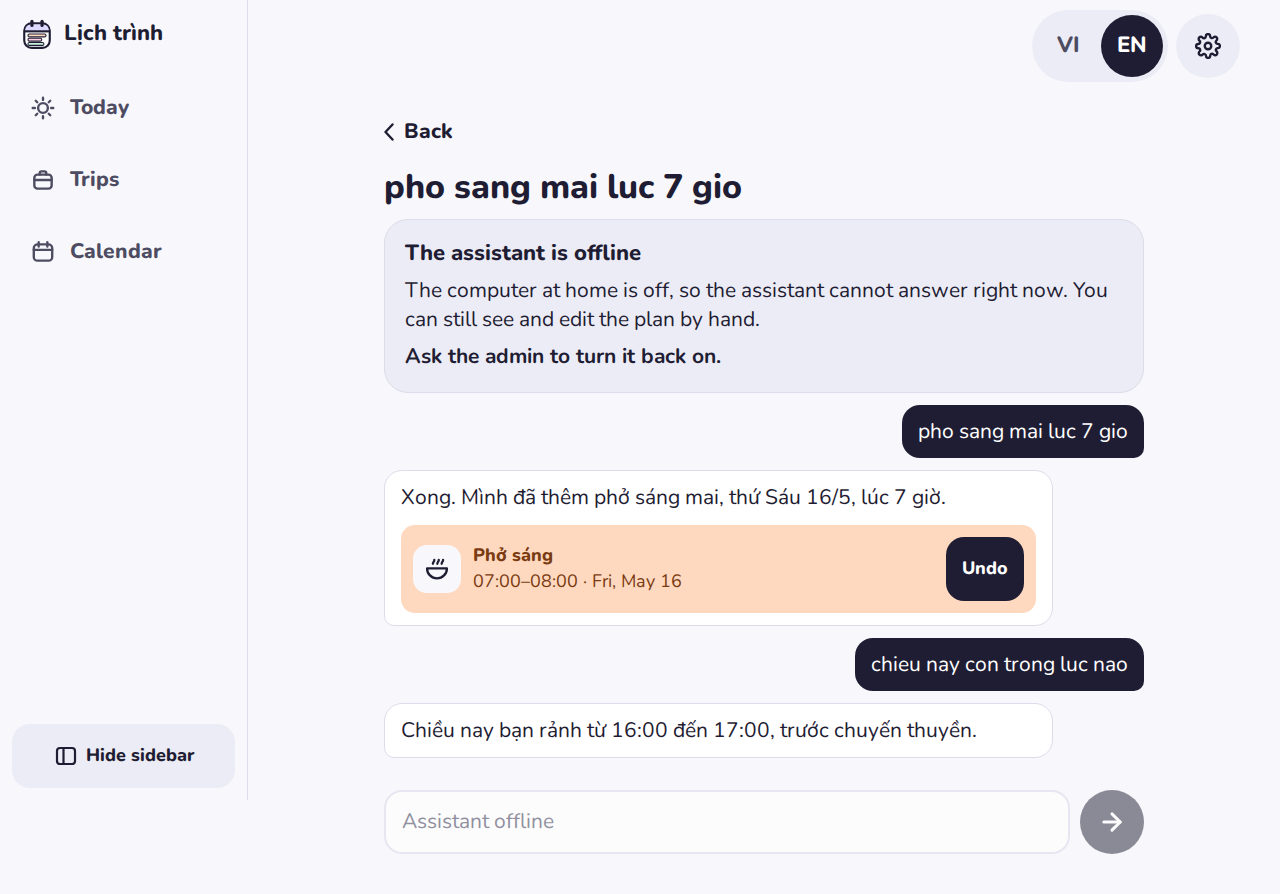 Lịch trình
VI
EN
Today
Trips
Calendar
Hide sidebar
Back
pho sang mai luc 7 gio
The assistant is offline
The computer at home is off, so the assistant cannot answer right now. You
can still see and edit the plan by hand.
Ask the admin to turn it back on.
pho sang mai luc 7 gio
Xong. Mình đã thêm phở sáng mai, thứ Sáu 16/5, lúc 7 giờ.
Phở sáng
07:00–08:00 · Fri, May 16
Undo
chieu nay con trong luc nao
Chiều nay bạn rảnh từ 16:00 đến 17:00, trước chuyến thuyền.
Assistant offline